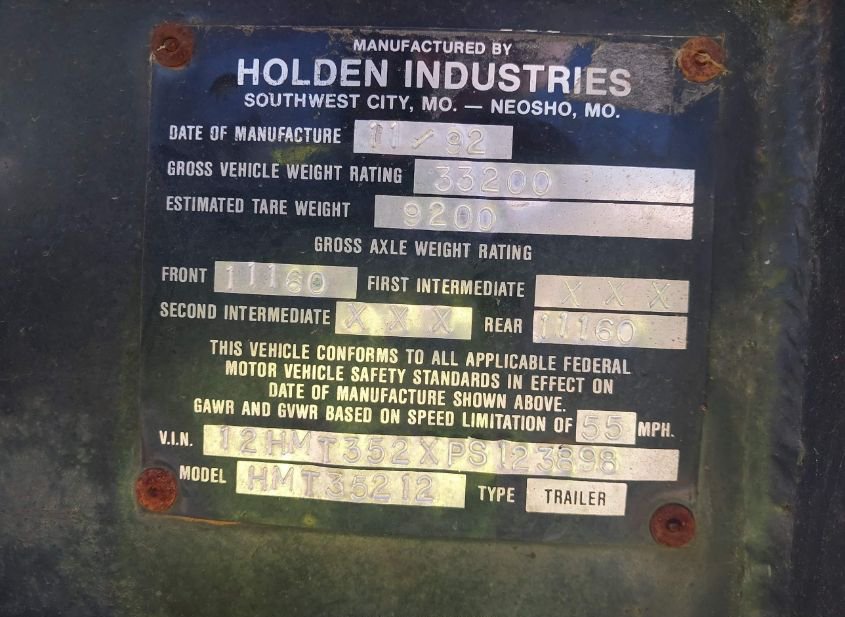 MANUFACTURED BY
HOLDEN INDUSTRIES
SOUTHWEST CITY, MO. — NEOSHO, MO.
DATE OF MANUFACTURE 11/92
GROSS VEHICLE WEIGHT RATING 33200
ESTIMATED TARE WEIGHT 9200
GROSS AXLE WEIGHT RATING
FRONT 11160 FIRST INTERMEDIATE X X X
SECOND INTERMEDIATE X X X REAR 11160
THIS VEHICLE CONFORMS TO ALL APPLICABLE FEDERAL
MOTOR VEHICLE SAFETY STANDARDS IN EFFECT ON
DATE OF MANUFACTURE SHOWN ABOVE.
GAWR AND GVWR BASED ON SPEED LIMITATION OF 55 MPH.
V.I.N. 12HMT352XPS123898
MODEL HMT35212 TYPE TRAILER